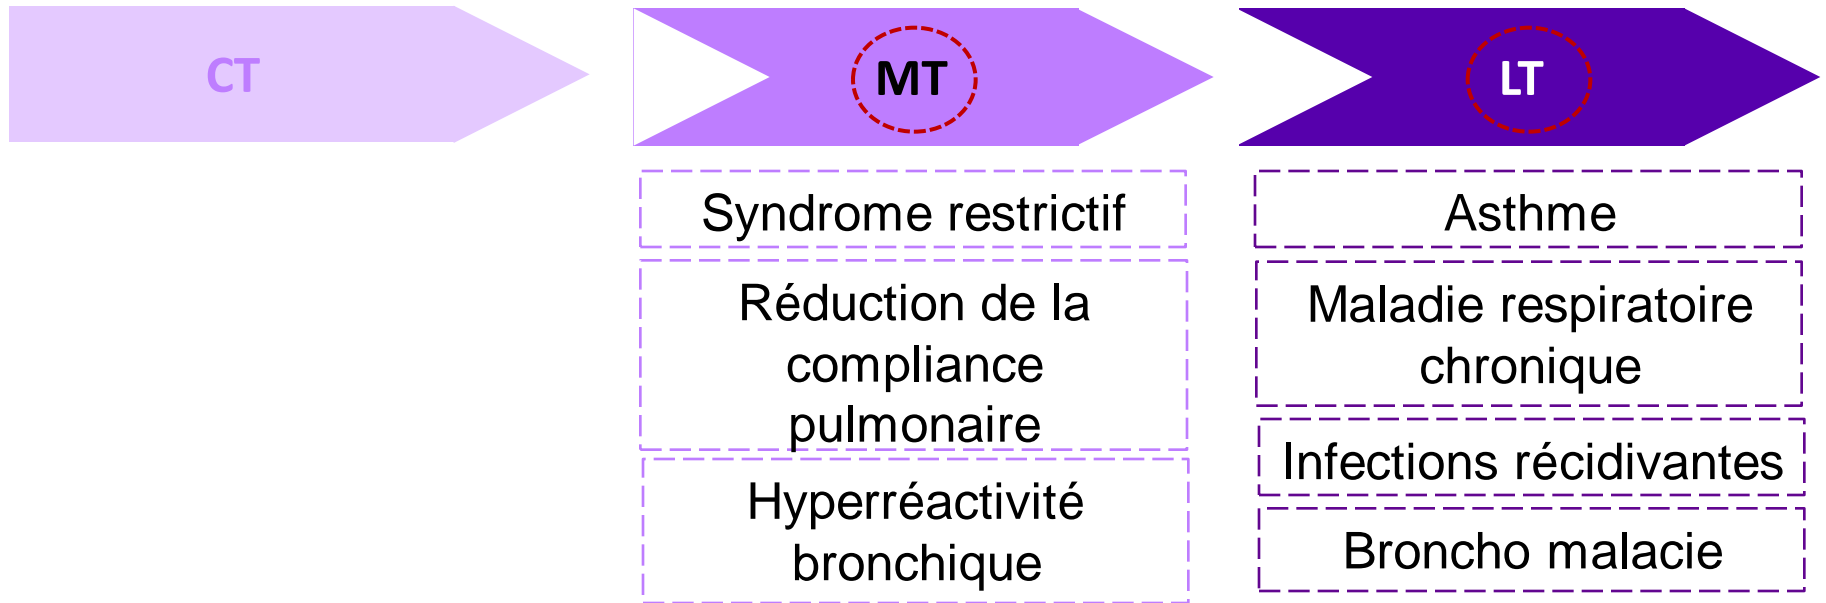 CT
MT
LT
Syndrome restrictif
Réduction de la
compliance
pulmonaire
Hyperréactivité
bronchique
Asthme
Maladie respiratoire
chronique
Infections récidivantes
Broncho malacie